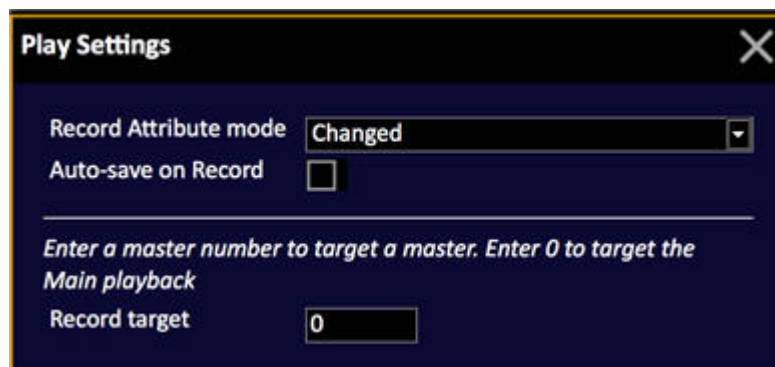 Play Settings
Record Attribute mode Changed
Auto-save on Record
Enter a master number to target a master. Enter 0 to target the
Main playback
Record target 0